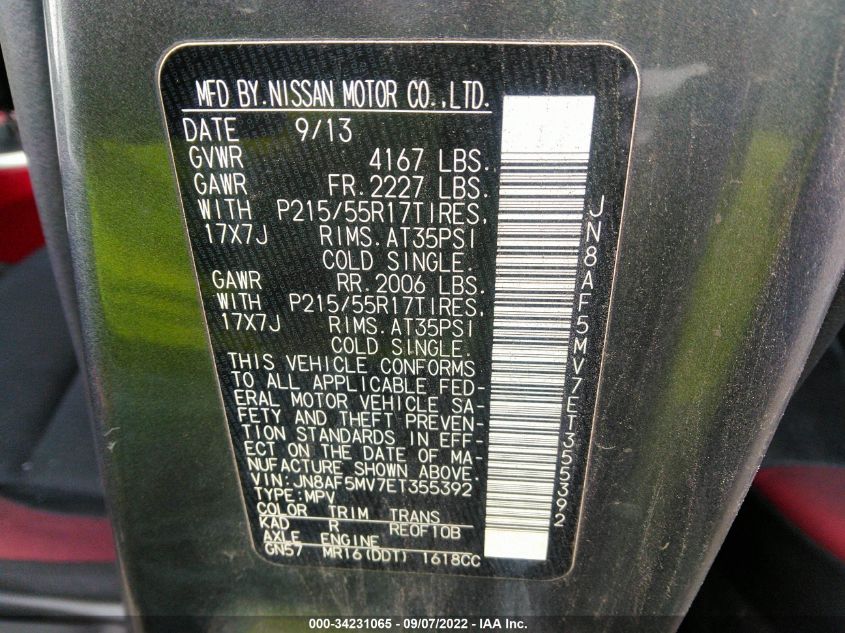 MFD BY.NISSAN MOTOR CO.,LTD.
DATE 9/13
GVWR 4167 LBS.
GAWR FR.2227 LBS.
WITH P215/55R17TIRES,
17X7J RIMS.AT35PSI
COLD SINGLE.
GAWR RR.2006 LBS.
WITH P215/55R17TIRES,
17X7J RIMS.AT35PSI
COLD SINGLE.
THIS VEHICLE CONFORMS
TO ALL APPLICABLE FED-
ERAL MOTOR VEHICLE SA-
FETY AND THEFT PREVEN-
TION STANDARDS IN EFF-
ECT ON THE DATE OF MA-
NUFACTURE SHOWN ABOVE.
VIN:JN8AF5MV7ET355392
TYPE:MPV
COLOR TRIM TRANS
KAD R RE0F10B
AXLE ENGINE
GN57 MR16(DDT) 1618CC
JN8AF5MV7ET355392
000-34231065 - 09/07/2022 - IAA Inc.